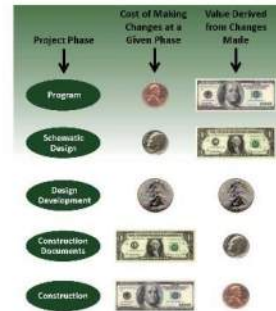 Project Phase
Cost of Making
Changes at a
Given Phase
Value Derived
from Changes
Made
Program
Schematic
Design
Design
Development
Construction
Documents
Construction